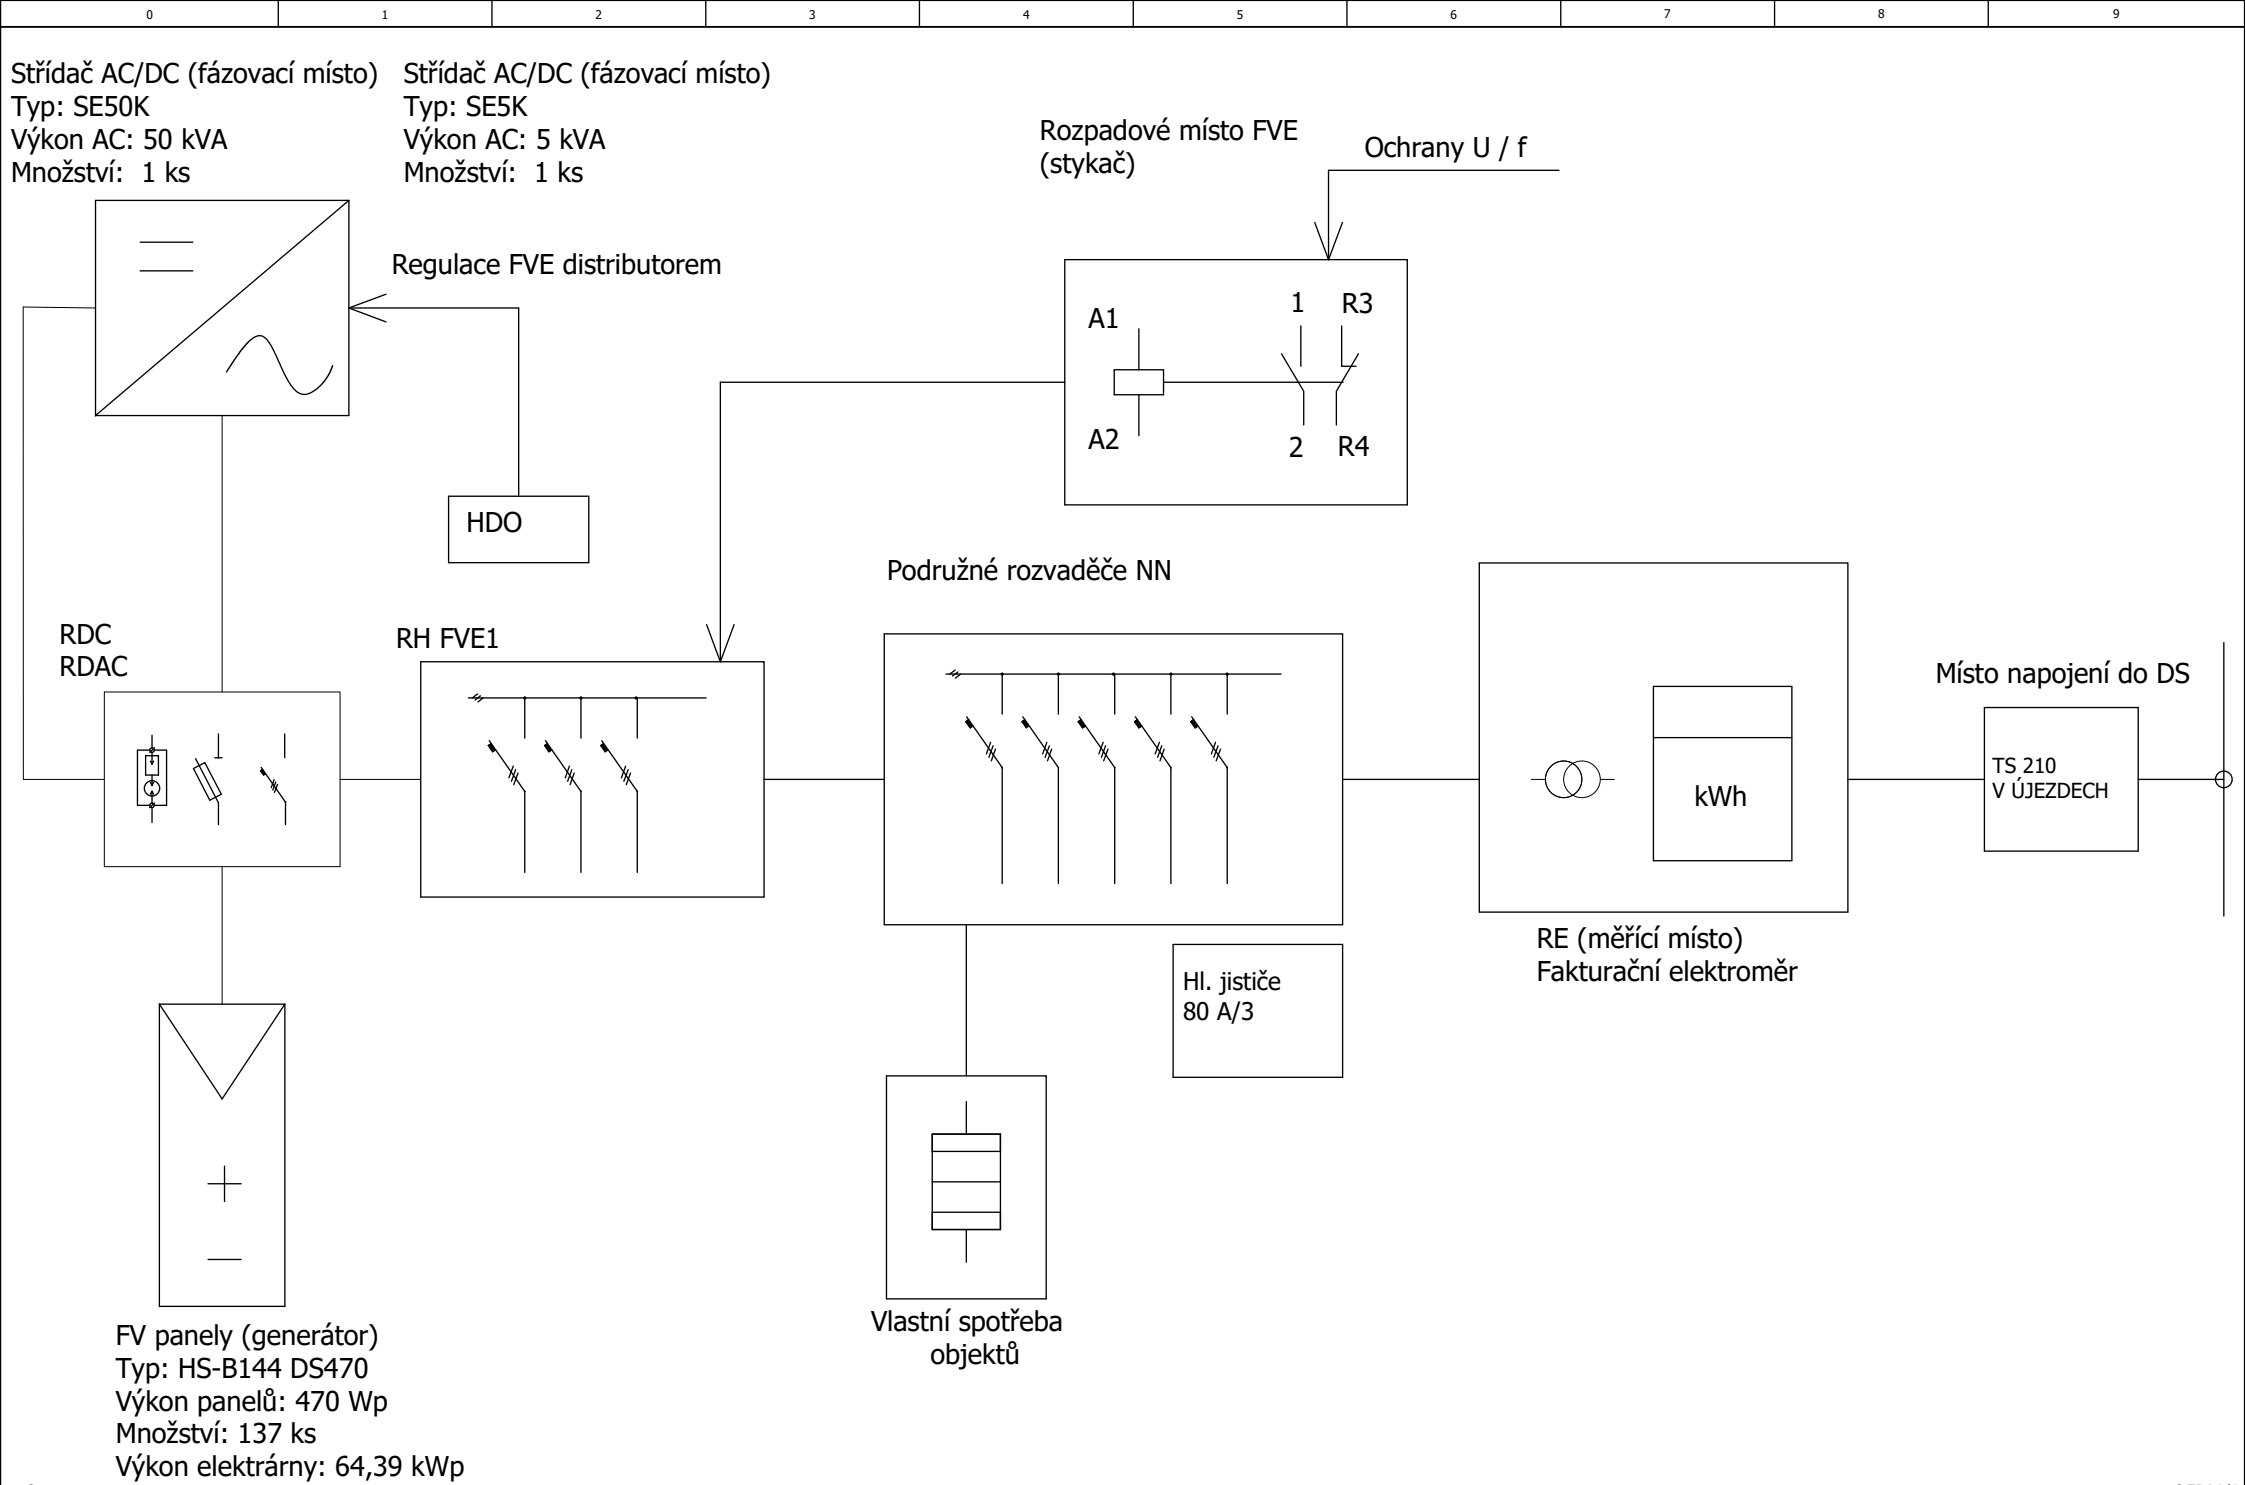 0 1 2 3 4 5 6 7 8 9
Střídač AC/DC (fázovací místo)
Typ: SE50K
Výkon AC: 50 kVA
Množství: 1 ks
Střídač AC/DC (fázovací místo)
Typ: SE5K
Výkon AC: 5 kVA
Množství: 1 ks
Rozpadové místo FVE
(stykač)
Ochrany U / f
Regulace FVE distributorem
A1
1
R3
A2
2
R4
HDO
Podružné rozvaděče NN
RDC
RDAC
RH FVE1
Místo napojení do DS
TS 210
V ÚJEZDECH
kWh
RE (měřící místo)
Fakturační elektroměr
Hl. jističe
80 A/3
Vlastní spotřeba
objektů
FV panely (generátor)
Typ: HS-B144 DS470
Výkon panelů: 470 Wp
Množství: 137 ks
Výkon elektrárny: 64,39 kWp